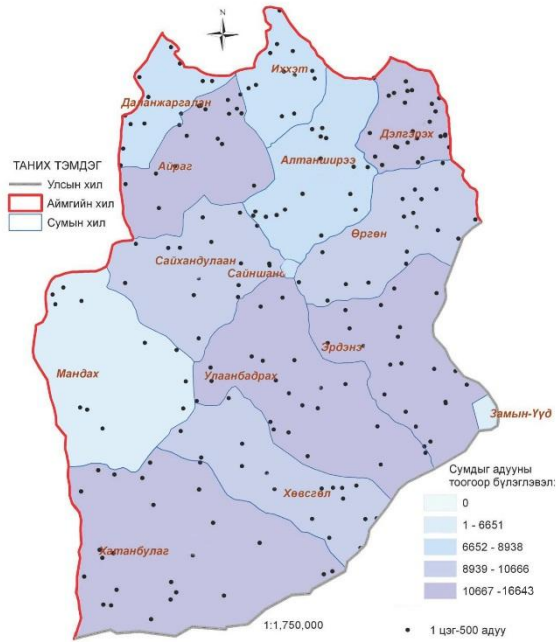 N
Иххэт
Даланжаргалан
Дэлгэрэх
Айраг
Алтанширээ
ТАНИХ ТЭМДЭГ
Улсын хил
Аймгийн хил
Сумын хил
Өргөн
Сайхандулаан
Сайншанд
Эрдэнэ
Мандах
Улаанбадрах
Замын-Үүд
Хөвсгөл
Хатанбулаг
Сумдыг адууны
тоогоор бүлэглэвэл:
0
1 - 6651
6652 - 8938
8939 - 10666
10667 -16643
1:1,750,000
1 цэг-500 адуу